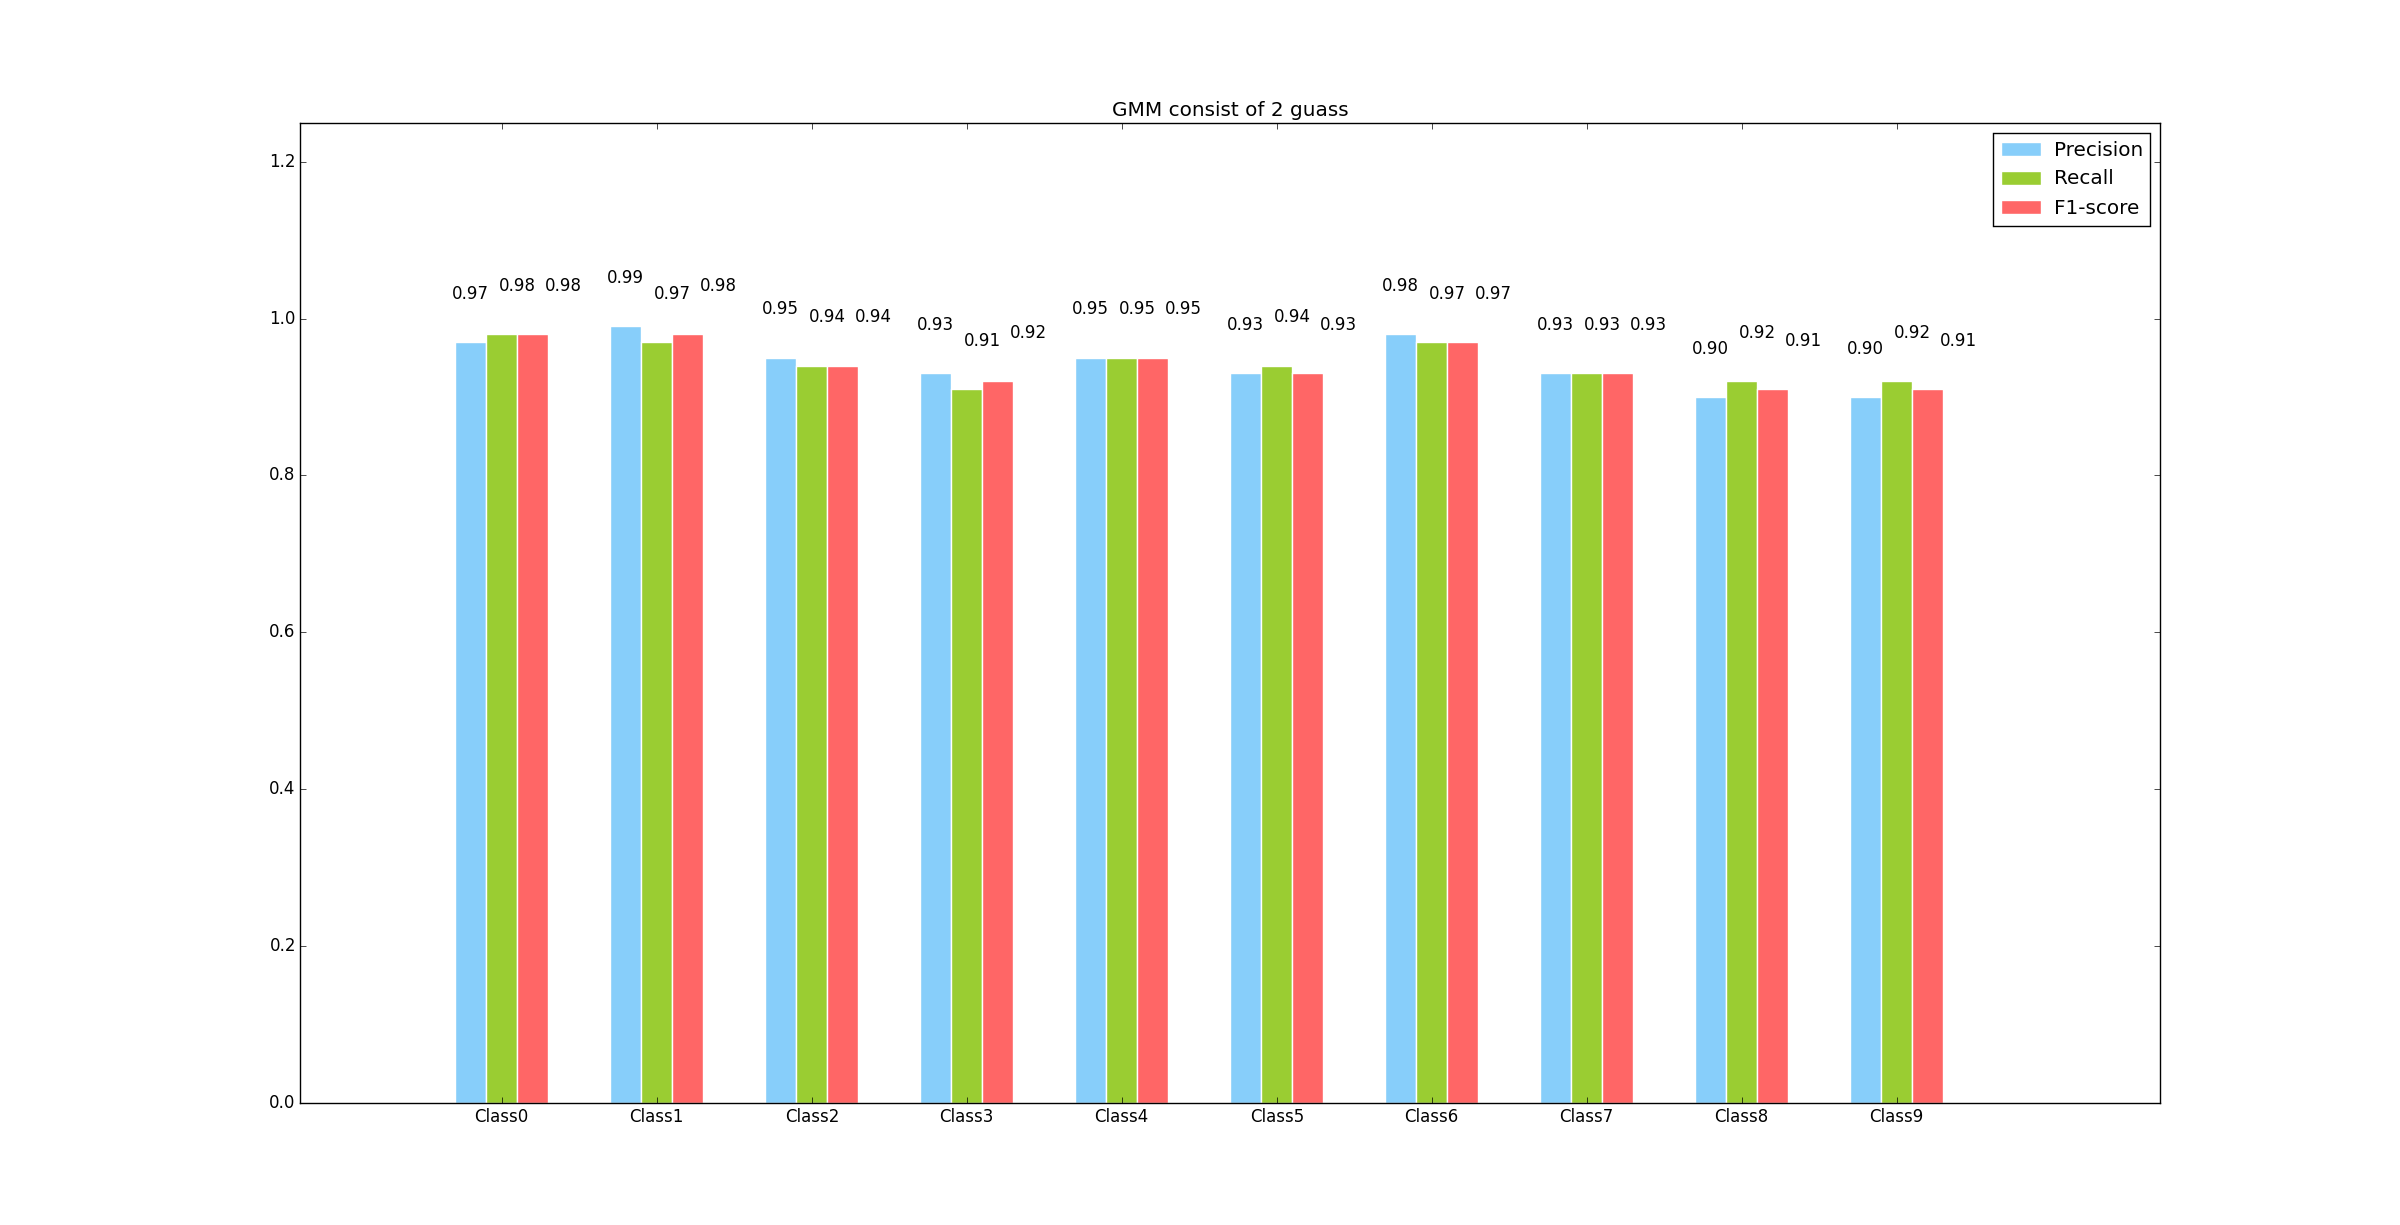 GMM consist of 2 guass
1.2
Precision
Recall
F1-score
0.97 0.98 0.98 0.99 0.97 0.98 0.95 0.94 0.94 0.93 0.91 0.92 0.95 0.95 0.95 0.93 0.94 0.93 0.98 0.97 0.97 0.93 0.93 0.93 0.90 0.92 0.91 0.90 0.92 0.91
1.0
0.8
0.6
0.4
0.2
0.0
Class0 Class1 Class2 Class3 Class4 Class5 Class6 Class7 Class8 Class9